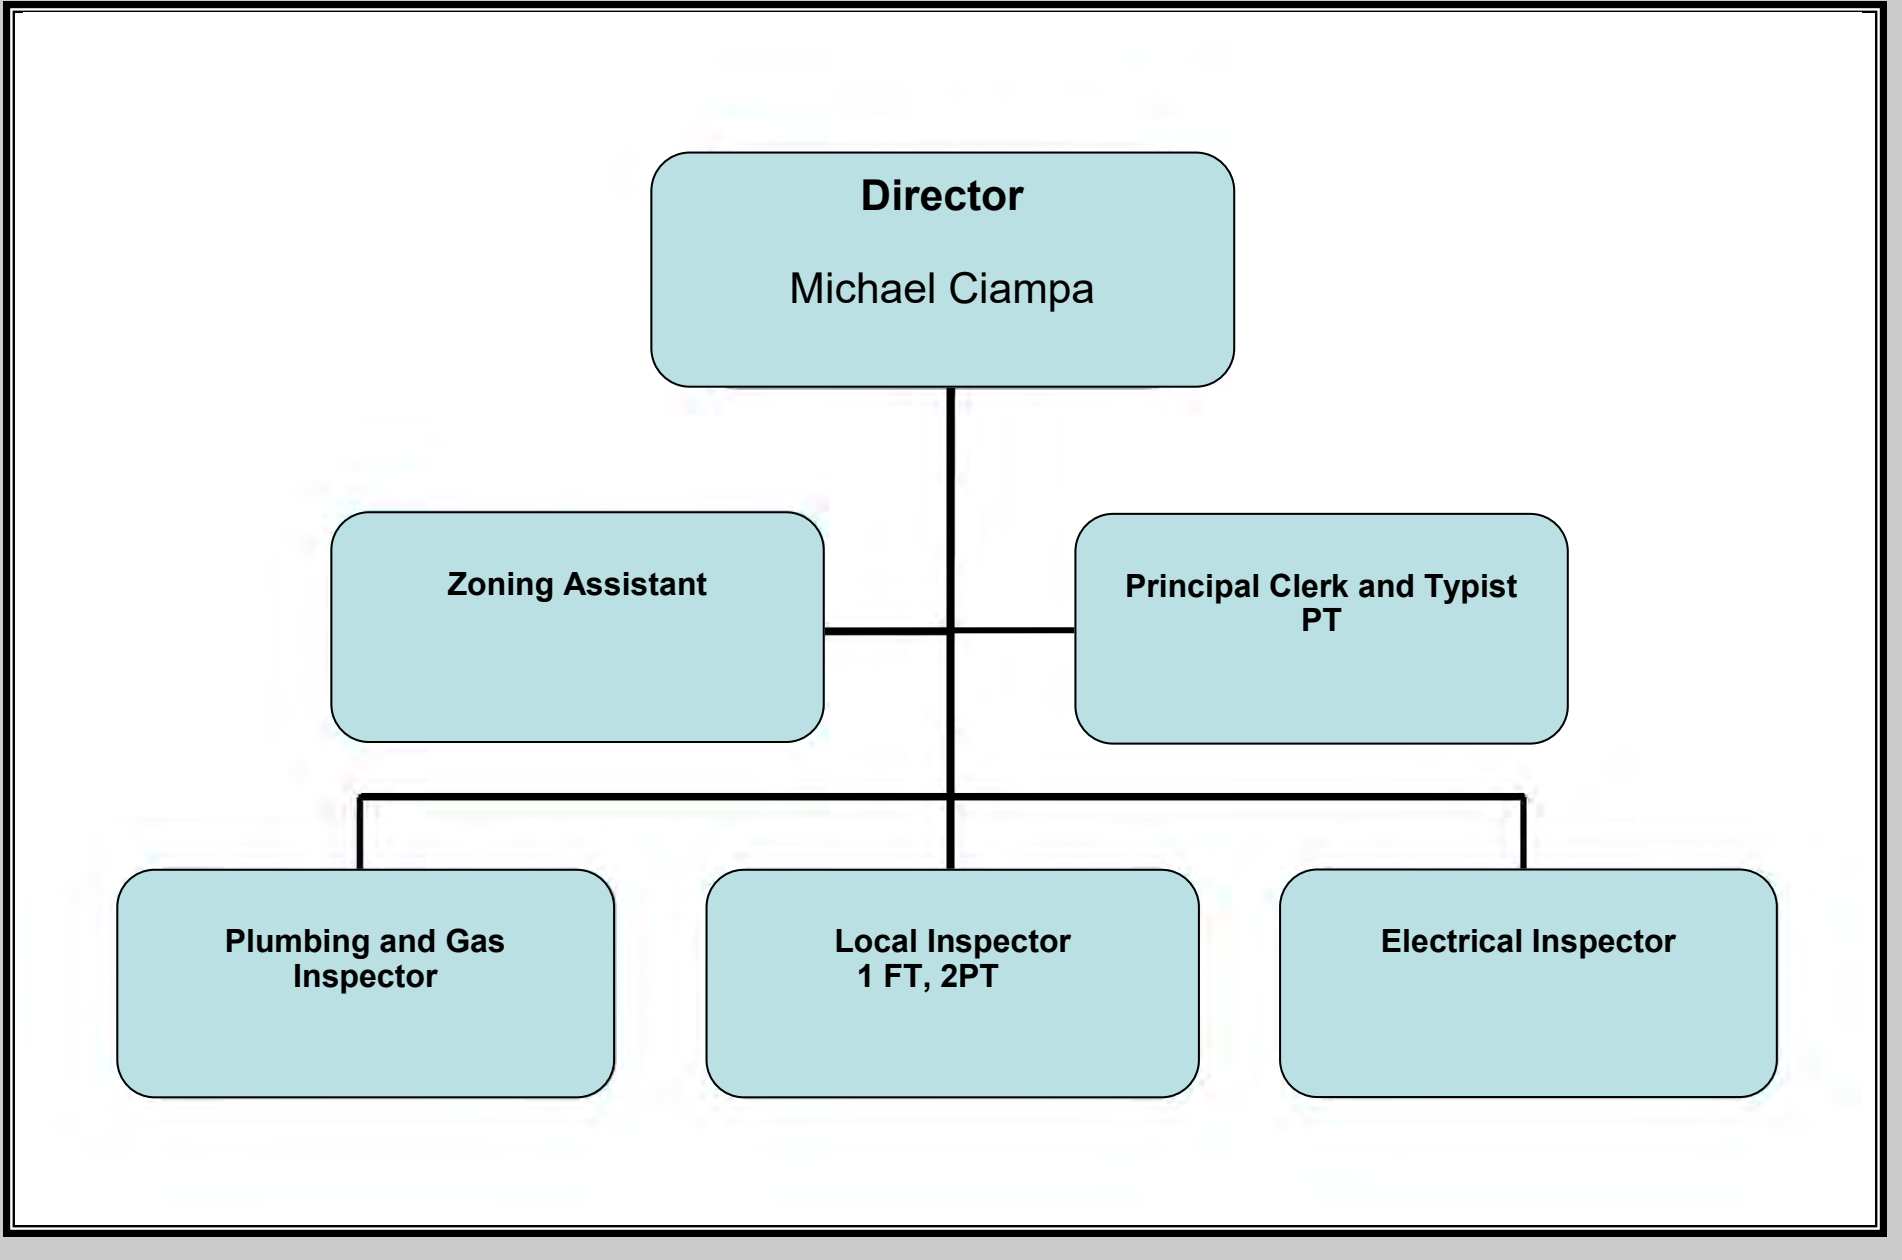 Director
Michael Ciampa
Zoning Assistant
Principal Clerk and Typist
PT
Plumbing and Gas
Inspector
Local Inspector
1 FT, 2PT
Electrical Inspector